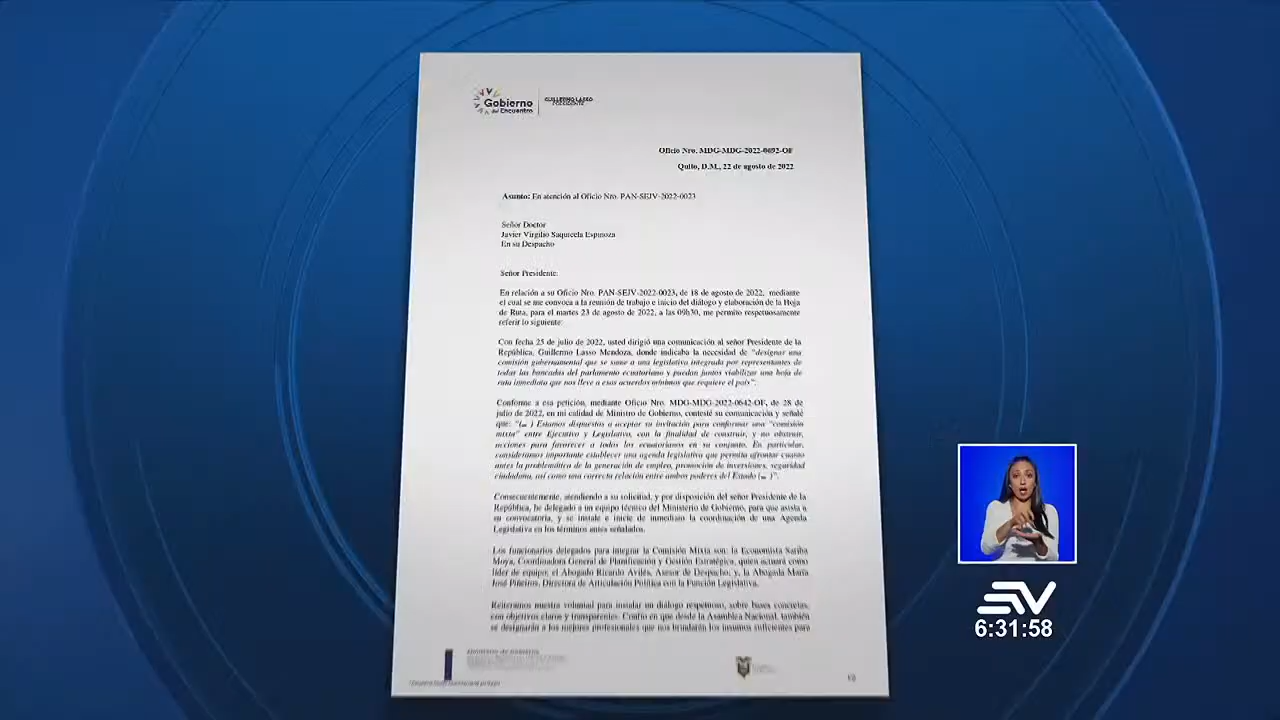 Gobierno
del Encuentro
GUILLERMO LASSO
PRESIDENTE
Oficio Nro. MDG-MDG-2022-0692-OF
Quito, D.M., 22 de agosto de 2022
Asunto: En atención al Oficio Nro. PAN-SEJV-2022-0023
Señor Doctor
Javier Virgilio Saquicela Espinoza
En su Despacho
Señor Presidente:
En relación a su Oficio Nro. PAN-SEJV-2022-0023, de 18 de agosto de 2022, mediante
el cual se me convoca a la reunión de trabajo e inicio del diálogo y elaboración de la Hoja
de Ruta, para el martes 23 de agosto de 2022, a las 09h30, me permito respetuosamente
referir lo siguiente:
Con fecha 25 de julio de 2022, usted dirigió una comunicación al señor Presidente de la
República, Guillermo Lasso Mendoza, donde indicaba la necesidad de "designar una
comisión gubernamental que se sume a una legislativa integrada por representantes de
todas las bancadas del parlamento ecuatoriano y puedan juntos viabilizar una hoja de
ruta inmediata que nos lleve a esos acuerdos mínimos que requiere el país".
Conforme a esa petición, mediante Oficio Nro. MDG-MDG-2022-0642-OF, de 28 de
julio de 2022, en mi calidad de Ministro de Gobierno, contesté su comunicación y señalé
que: "(... ) Estamos dispuestos a aceptar su invitación para conformar una "comisión
mixta" entre Ejecutivo y Legislativo, con la finalidad de construir, y no obstruir,
acciones para favorecer a todos los ecuatorianos en su conjunto. En particular,
consideramos importante establecer una agenda legislativa que permita afrontar cuanto
antes la problemática de la generación de empleo, promoción de inversiones, seguridad
ciudadana, así como una correcta relación entre ambos poderes del Estado (... )".
Consecuentemente, atendiendo a su solicitud, y por disposición del señor Presidente de la
República, he delegado a un equipo técnico del Ministerio de Gobierno, para que asista a
su convocatoria, y se instale e inicie de inmediato la coordinación de una Agenda
Legislativa en los términos antes señalados.
Los funcionarios delegados para integrar la Comisión Mixta son: la Economista Sariha
Moya, Coordinadora General de Planificación y Gestión Estratégica, quien actuará como
líder de equipo; el Abogado Ricardo Avilés, Asesor de Despacho; y, la Abogada María
José Piñeiros, Directora de Articulación Política con la Función Legislativa.
Reiteramos nuestra voluntad para instalar un diálogo respetuoso, sobre bases concretas,
con objetivos claros y transparentes. Confío en que desde la Asamblea Nacional, también
se designarán a los mejores profesionales que nos brindarán los insumos suficientes para
Ministerio de Gobierno
6:31:58